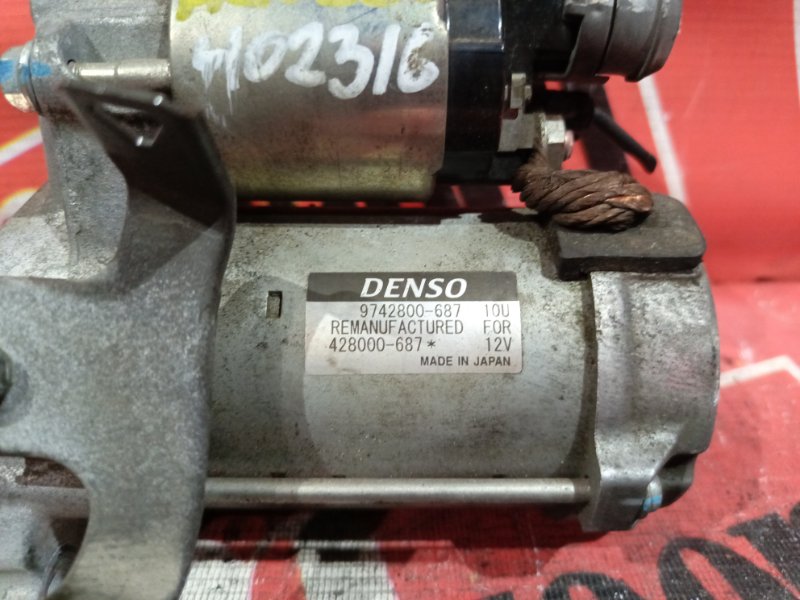 4102316
DENSO
9742800-687 10U
REMANUFACTURED FOR
428000-687* 12V
MADE IN JAPAN